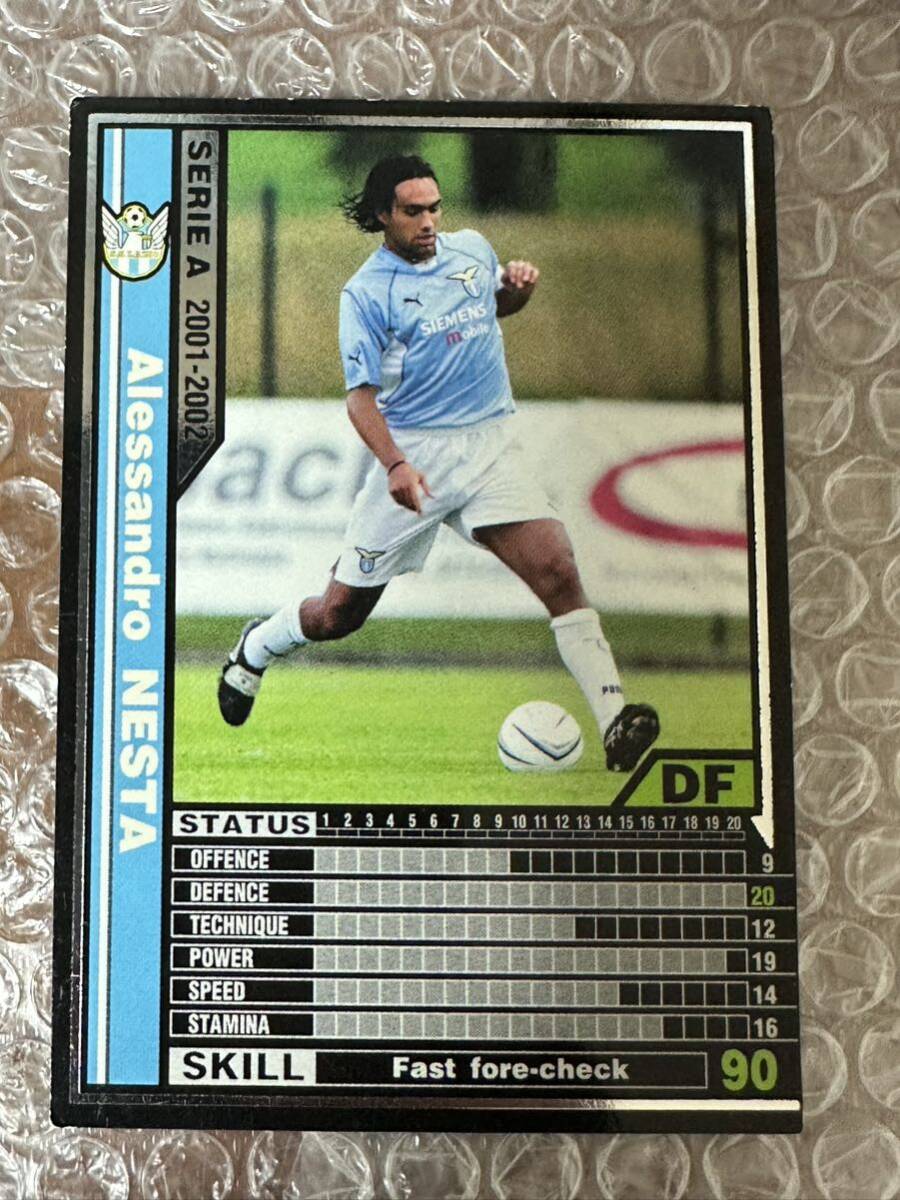 SERIE A 2001-2002
Alessandro NESTA
S.S. LAZIO
SIEMENS
mobile
DF
STATUS 1 2 3 4 5 6 7 8 9 10 11 12 13 14 15 16 17 18 19 20
OFFENCE 9
DEFENCE 20
TECHNIQUE 12
POWER 19
SPEED 14
STAMINA 16
SKILL Fast fore-check 90